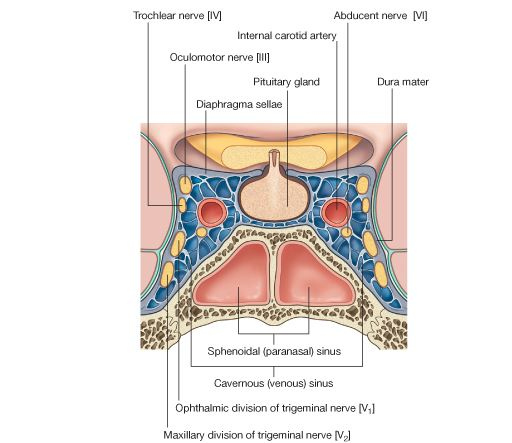 Trochlear nerve [IV]
Abducent nerve [VI]
Internal carotid artery
Oculomotor nerve [III]
Pituitary gland
Dura mater
Diaphragma sellae
Sphenoidal (paranasal) sinus
Cavernous (venous) sinus
Ophthalmic division of trigeminal nerve [V₁]
Maxillary division of trigeminal nerve [V₂]